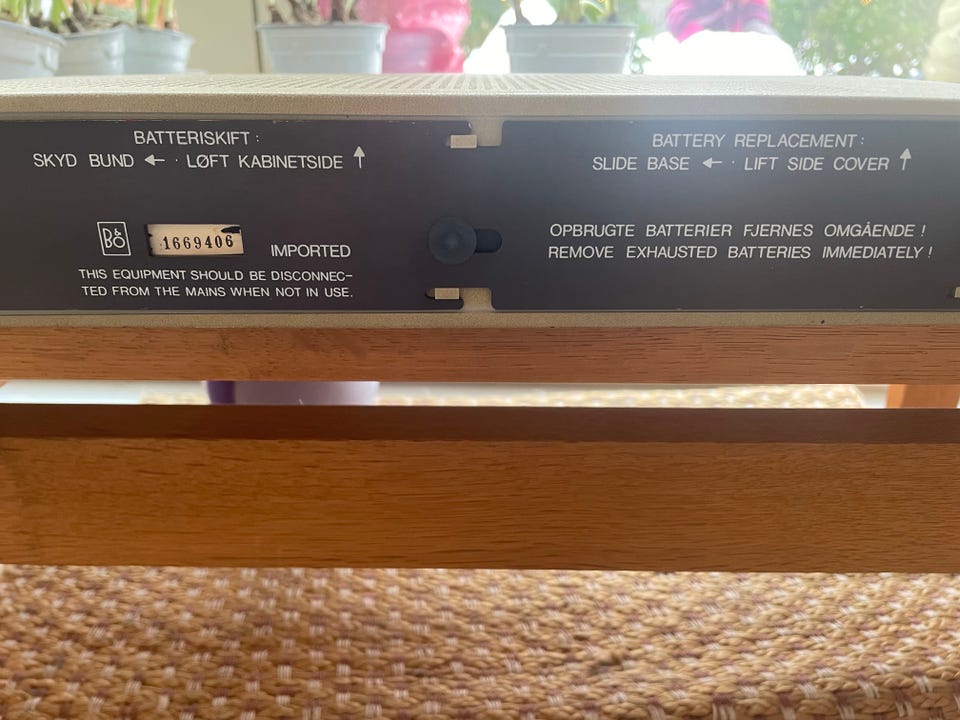 BATTERISKIFT :
SKYD BUND ← · LØFT KABINETSIDE ↑
B&O
1669406
IMPORTED
THIS EQUIPMENT SHOULD BE DISCONNEC-
TED FROM THE MAINS WHEN NOT IN USE.
BATTERY REPLACEMENT :
SLIDE BASE ← · LIFT SIDE COVER ↑
OPBRUGTE BATTERIER FJERNES OMGÅENDE !
REMOVE EXHAUSTED BATTERIES IMMEDIATELY !